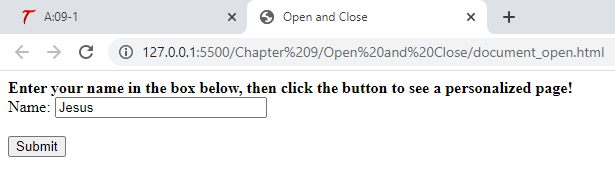 A:09-1
Open and Close
127.0.0.1:5500/Chapter%209/Open%20and%20Close/document_open.html
Enter your name in the box below, then click the button to see a personalized page!
Name: Jesus
Submit